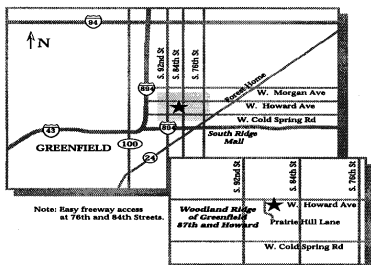 94
N
S. 92nd St
S. 84th St
S. 76th St
894
Forest Home
W. Morgan Ave
W. Howard Ave
W. Cold Spring Rd
43
894
South Ridge
Mall
GREENFIELD
100
24
Note: Easy freeway access
at 76th and 84th Streets.
S. 92nd St
S. 84th St
S. 76th St
Woodland Ridge
of Greenfield
87th and Howard
W. Howard Ave
Prairie Hill Lane
W. Cold Spring Rd